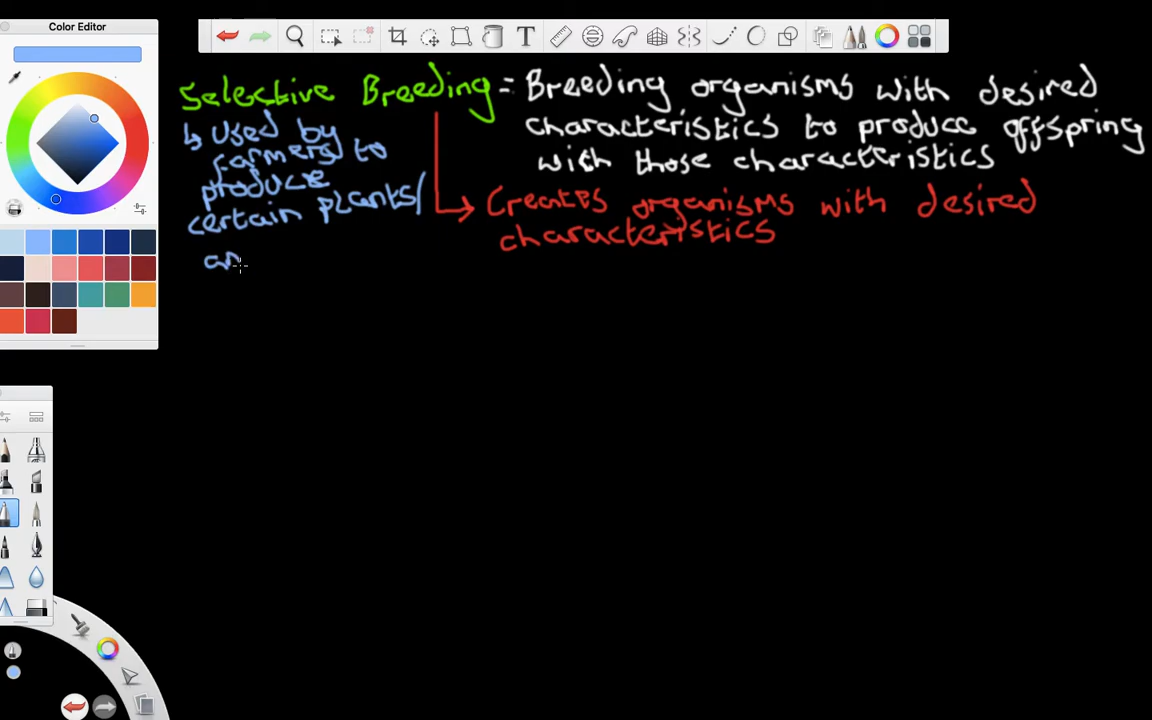 Color Editor
T
Selective Breeding = Breeding organisms with desired
characteristics to produce offspring
with those characteristics
↳ Used by
farmers to
produce
certain plants/
an
Creates organisms with desired
characteristics